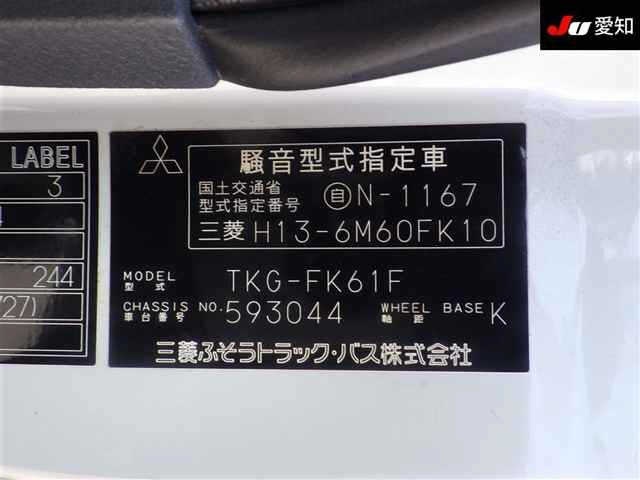 JU 愛知
LABEL
3
244
727)
騒音型式指定車
国土交通省
型式指定番号
自N-1167
三菱 H13-6M60FK10
MODEL
型式
TKG-FK61F
CHASSIS NO.
車台番号
593044
WHEEL BASE
軸距
K
三菱ふそうトラック・バス株式会社